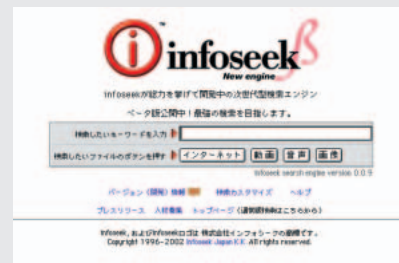 infoseek β
New engine
infoseekが総力を挙げて開発中の次世代型検索エンジン
ベータ版公開中!最強の検索を目指します。
検索したいキーワードを入力
検索したいファイルのボタンを押す インターネット 動画 音声 画像
infoseek search engine version 0.0.9
バージョン (開発) 情報 検索カスタマイズ ヘルプ
プレスリリース 人材募集 トップページ (通常版検索はこちらから)
Infoseek, およびInfoseekロゴは 株式会社インフォシークの商標です。
Copyright 1996-2002 Infoseek Japan K.K. All rights reserved.